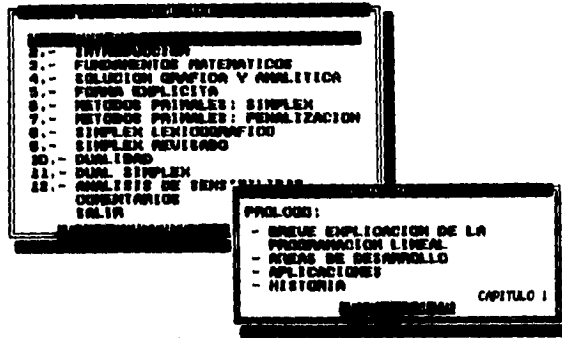 2.- INTRODUCCION
3.- FUNDAMENTOS MATEMATICOS
4.- SOLUCION GRAFICA Y ANALITICA
5.- FORMA EXPLICITA
6.- METODOS PRIMALES: SIMPLEX
7.- METODOS PRIMALES: PENALIZACION
8.- SIMPLEX LEXICOGRAFICO
9.- SIMPLEX REVISADO
10.- DUALIDAD
11.- DUAL SIMPLEX
12.- ANALISIS DE SENSIBILIDAD
COMENTARIOS
SALIR
PROLOGO:
- BREVE EXPLICACION DE LA
PROGRAMACION LINEAL
- AREAS DE DESARROLLO
- APLICACIONES
- HISTORIA
CAPITULO 1